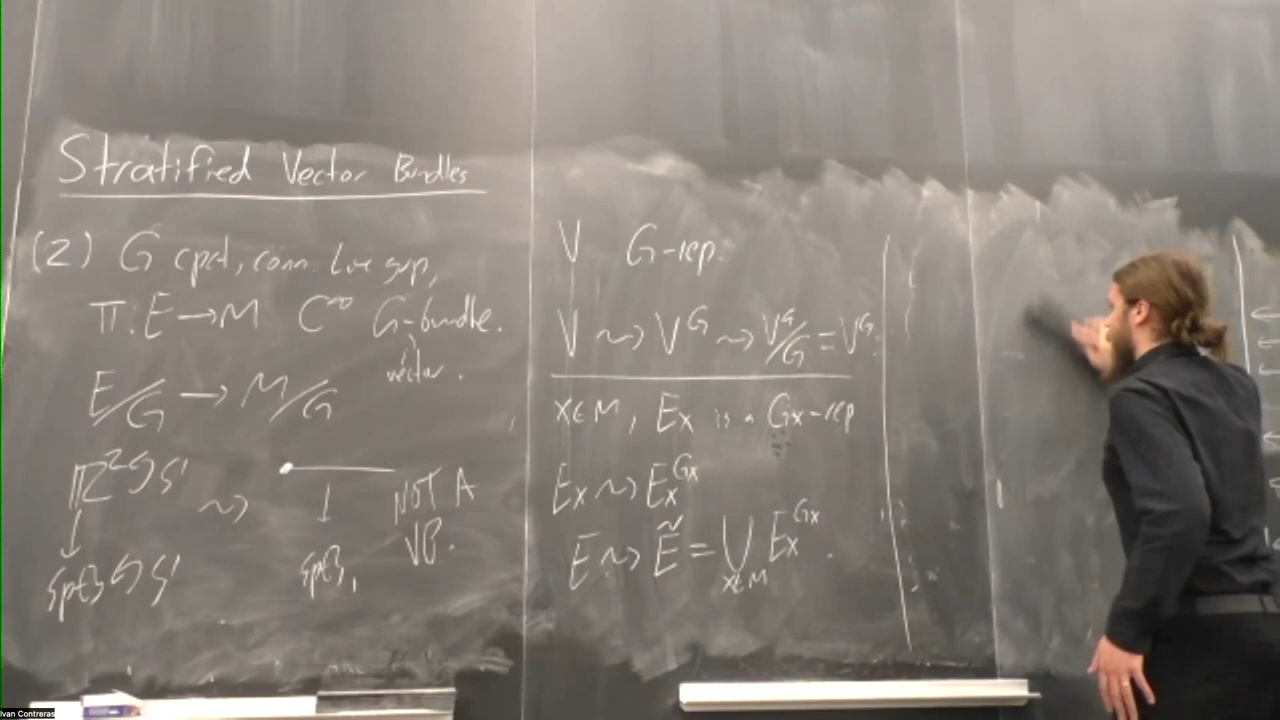 Stratified Vector Bundles
(2) G cpct, conn. Lie gup,
π: E → M C^∞ G-bundle.
vector.
E/G → M/G
ℝ² ↺ S¹ ⇝ NOT A
↓ ↓ VB.
{pt} ↺ S¹ {pt},
V G-rep.
V ⇝ V^G ⇝ V^G/G = V^G.
x∈M, E_x is a G_x-rep
E_x ⇝ E_x^{G_x}
E ⇝ Ẽ = ⋃_{x∈M} E_x^{G_x}.
Ivan Contreras